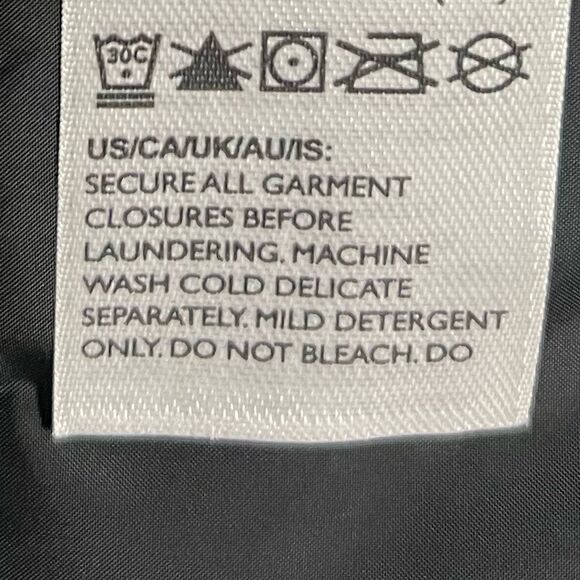 30C
US/CA/UK/AU/IS:
SECURE ALL GARMENT
CLOSURES BEFORE
LAUNDERING. MACHINE
WASH COLD DELICATE
SEPARATELY. MILD DETERGENT
ONLY. DO NOT BLEACH. DO